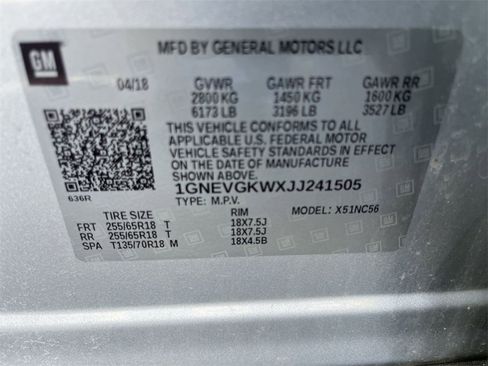 GM
MFD BY GENERAL MOTORS LLC
04/18 GVWR GAWR FRT GAWR RR
2800 KG 1450 KG 1600 KG
6173 LB 3196 LB 3527 LB
THIS VEHICLE CONFORMS TO ALL
APPLICABLE U.S. FEDERAL MOTOR
VEHICLE SAFETY STANDARDS IN EFFECT
ON THE DATE OF MANUFACTURE
SHOWN ABOVE.
636R 1GNEVGKWXJJ241505
TYPE: M.P.V. MODEL: X51NC56
TIRE SIZE RIM
FRT 255/65R18 T 18X7.5J
RR 255/65R18 T 18X7.5J
SPA T135/70R18 M 18X4.5B